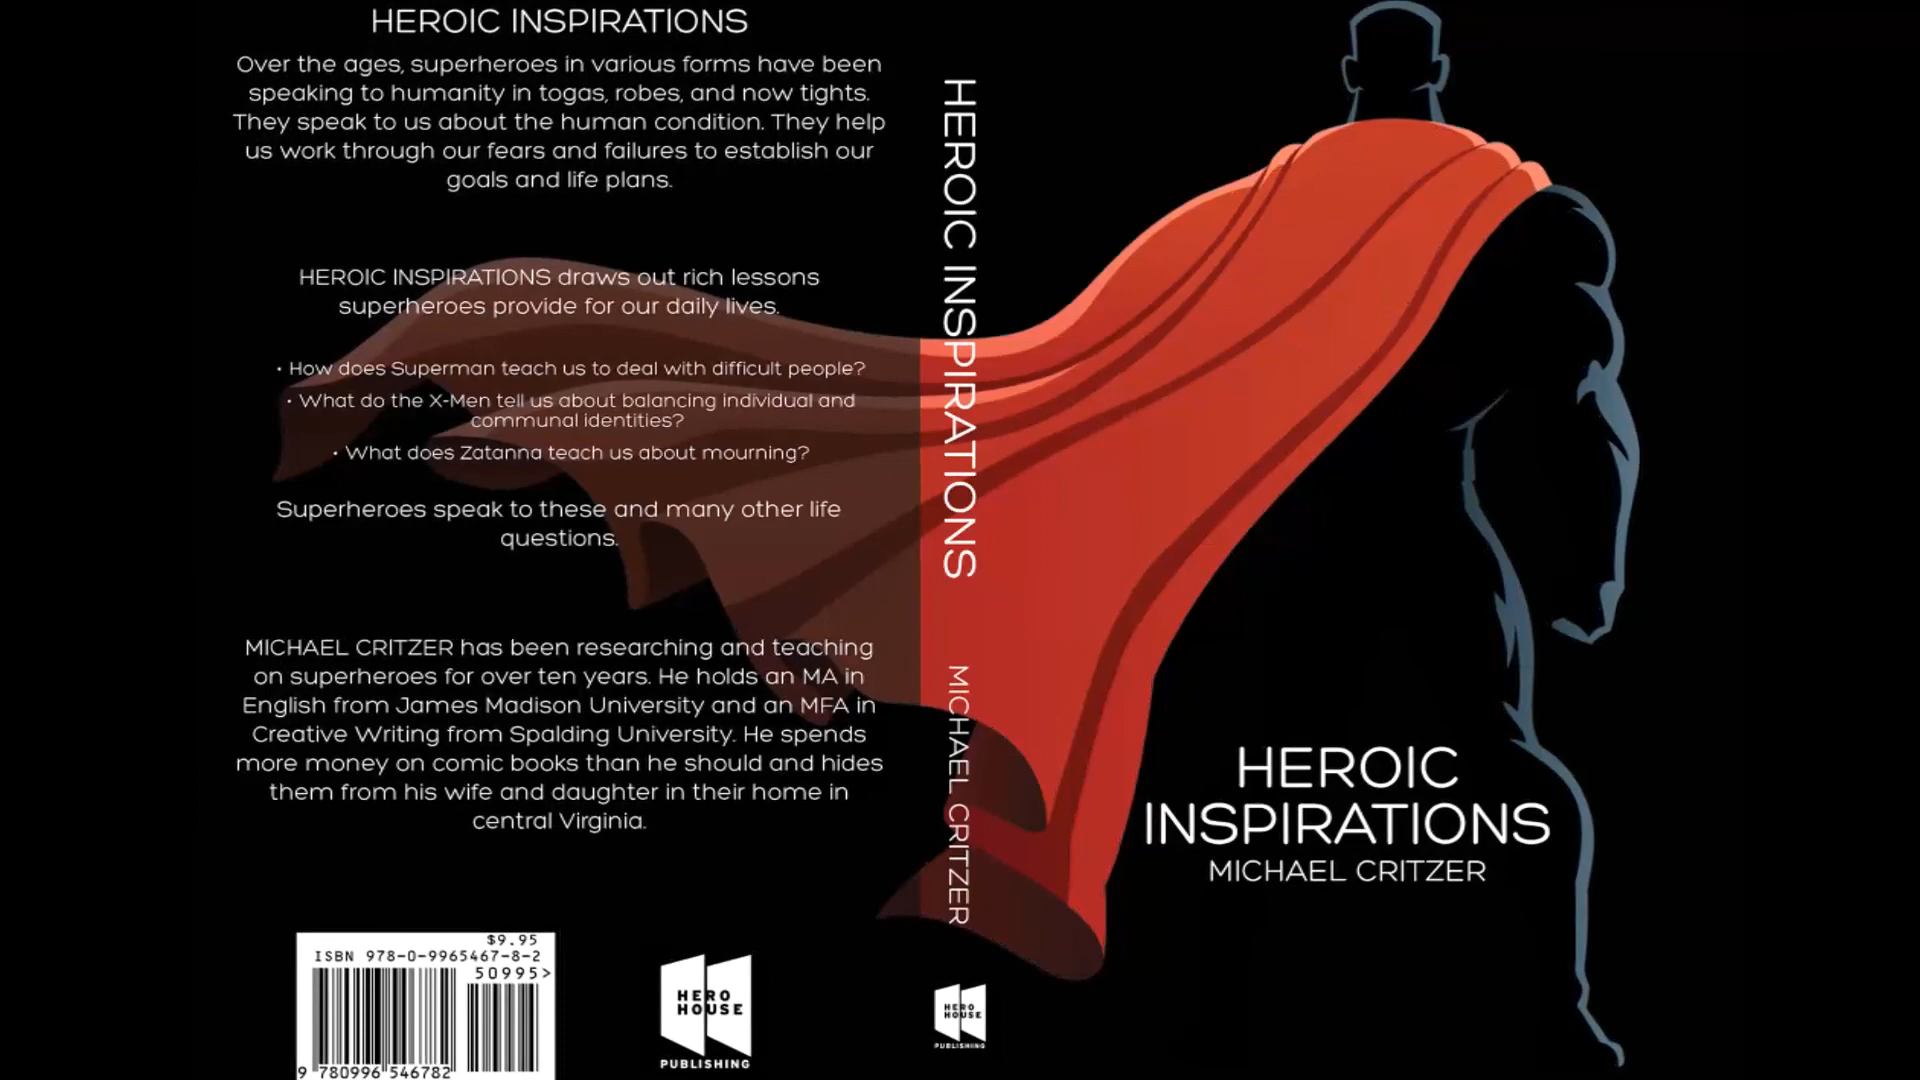 HEROIC INSPIRATIONS
Over the ages, superheroes in various forms have been
speaking to humanity in togas, robes, and now tights.
They speak to us about the human condition. They help
us work through our fears and failures to establish our
goals and life plans.
HEROIC INSPIRATIONS draws out rich lessons
superheroes provide for our daily lives.
• How does Superman teach us to deal with difficult people?
• What do the X-Men tell us about balancing individual and
communal identities?
• What does Zatanna teach us about mourning?
Superheroes speak to these and many other life
questions.
MICHAEL CRITZER has been researching and teaching
on superheroes for over ten years. He holds an MA in
English from James Madison University and an MFA in
Creative Writing from Spalding University. He spends
more money on comic books than he should and hides
them from his wife and daughter in their home in
central Virginia.
$9.95
ISBN 978-0-9965467-8-2
50995>
9 780996 546782
HERO
HOUSE
PUBLISHING
HEROIC INSPIRATIONS
MICHAEL CRITZER
HERO
HOUSE
PUBLISHING
HEROIC
INSPIRATIONS
MICHAEL CRITZER